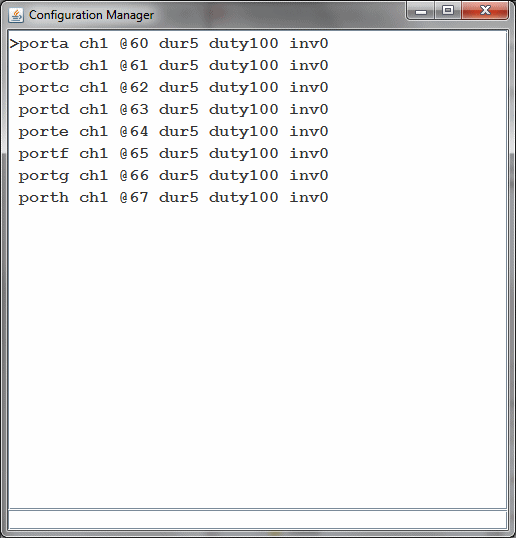 Configuration Manager
>porta ch1 @60 dur5 duty100 inv0
portb ch1 @61 dur5 duty100 inv0
portc ch1 @62 dur5 duty100 inv0
portd ch1 @63 dur5 duty100 inv0
porte ch1 @64 dur5 duty100 inv0
portf ch1 @65 dur5 duty100 inv0
portg ch1 @66 dur5 duty100 inv0
porth ch1 @67 dur5 duty100 inv0